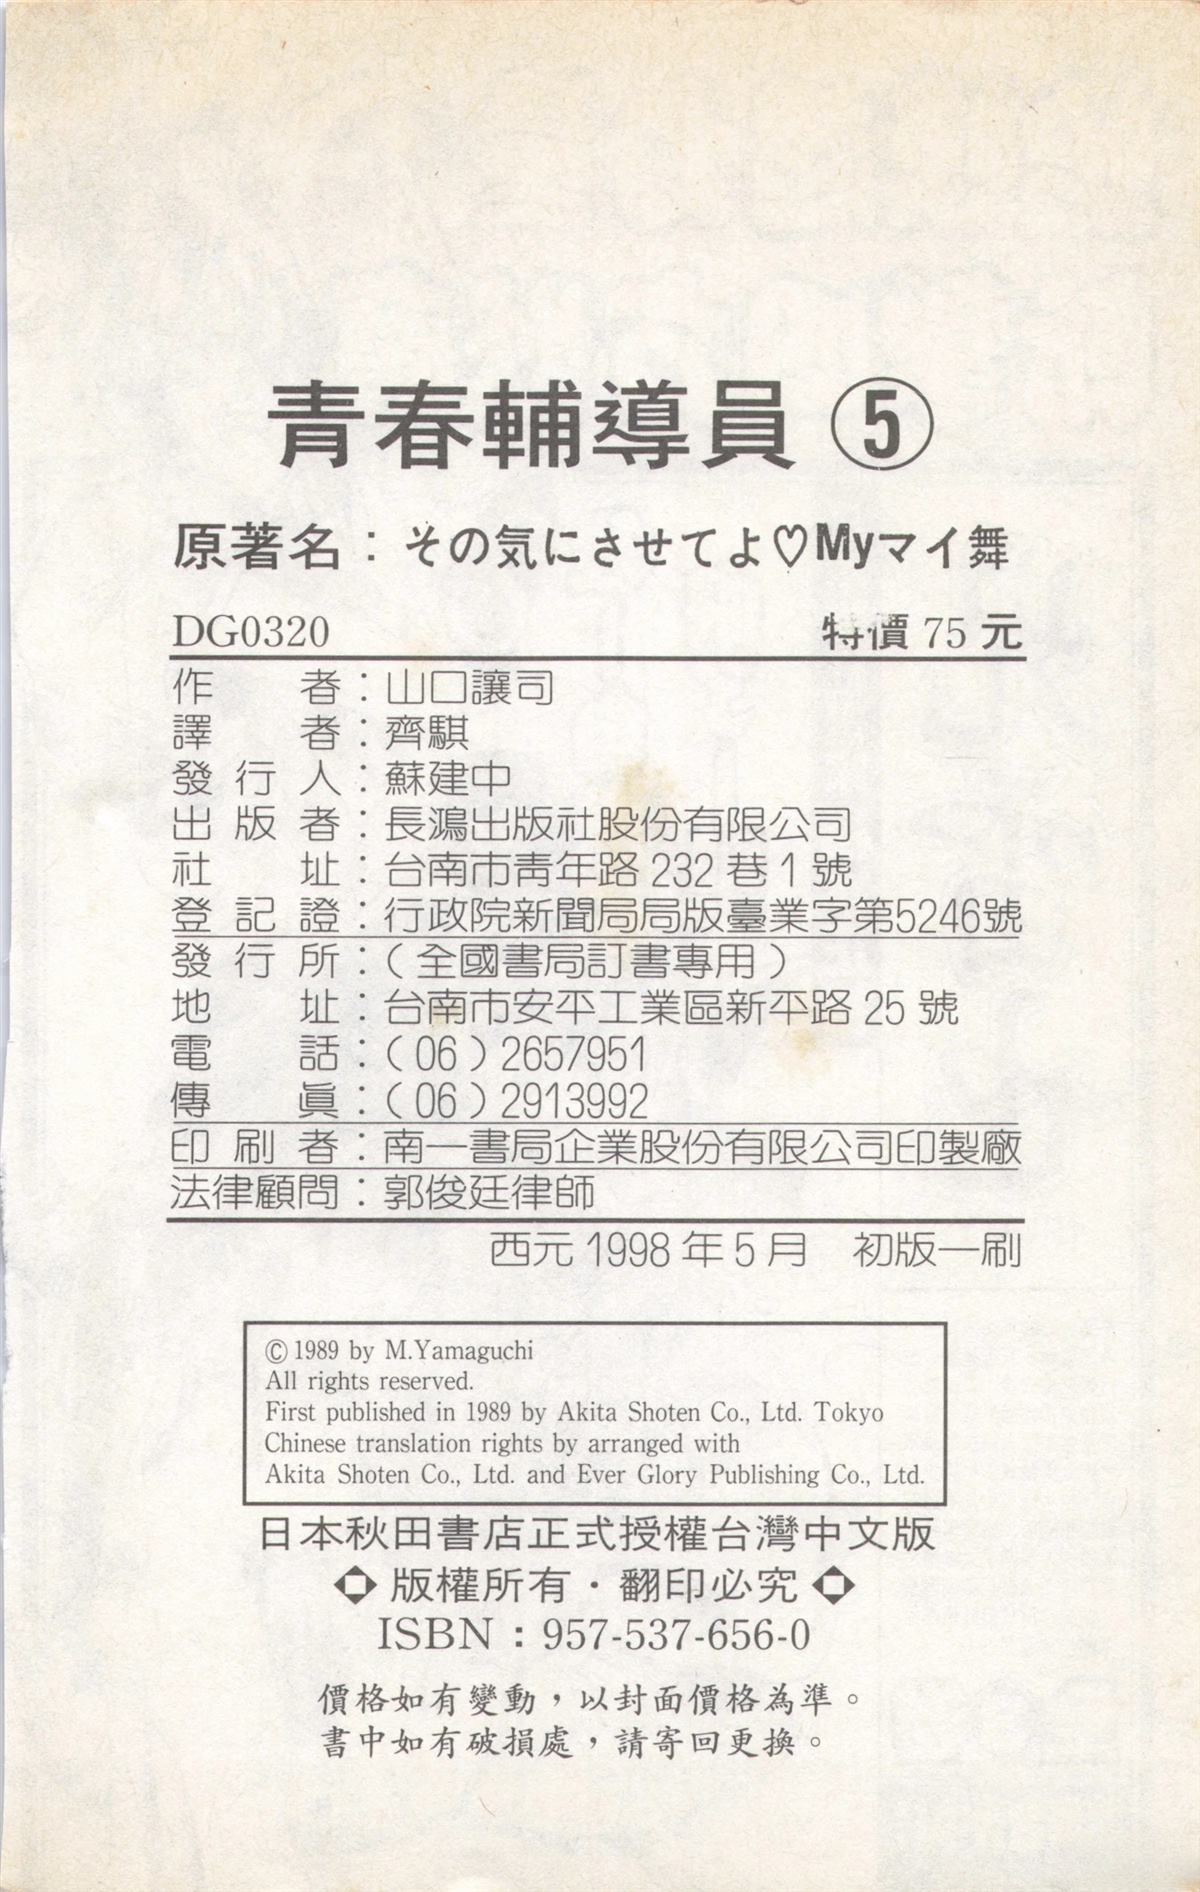 青春輔導員 ⑤
原著名：その気にさせてよ♡Myマイ舞
DG0320 特價 75 元
作者：山口讓司
譯者：齊騏
發行人：蘇建中
出版者：長鴻出版社股份有限公司
社址：台南市青年路 232 巷 1 號
登記證：行政院新聞局局版臺業字第5246號
發行所：（全國書局訂書專用）
地址：台南市安平工業區新平路 25 號
電話：（06）2657951
傳眞：（06）2913992
印刷者：南一書局企業股份有限公司印製廠
法律顧問：郭俊廷律師
西元 1998 年 5 月　初版一刷
© 1989 by M.Yamaguchi
All rights reserved.
First published in 1989 by Akita Shoten Co., Ltd. Tokyo
Chinese translation rights by arranged with
Akita Shoten Co., Ltd. and Ever Glory Publishing Co., Ltd.
日本秋田書店正式授權台灣中文版
版權所有・翻印必究
ISBN：957-537-656-0
價格如有變動，以封面價格為準。
書中如有破損處，請寄回更換。